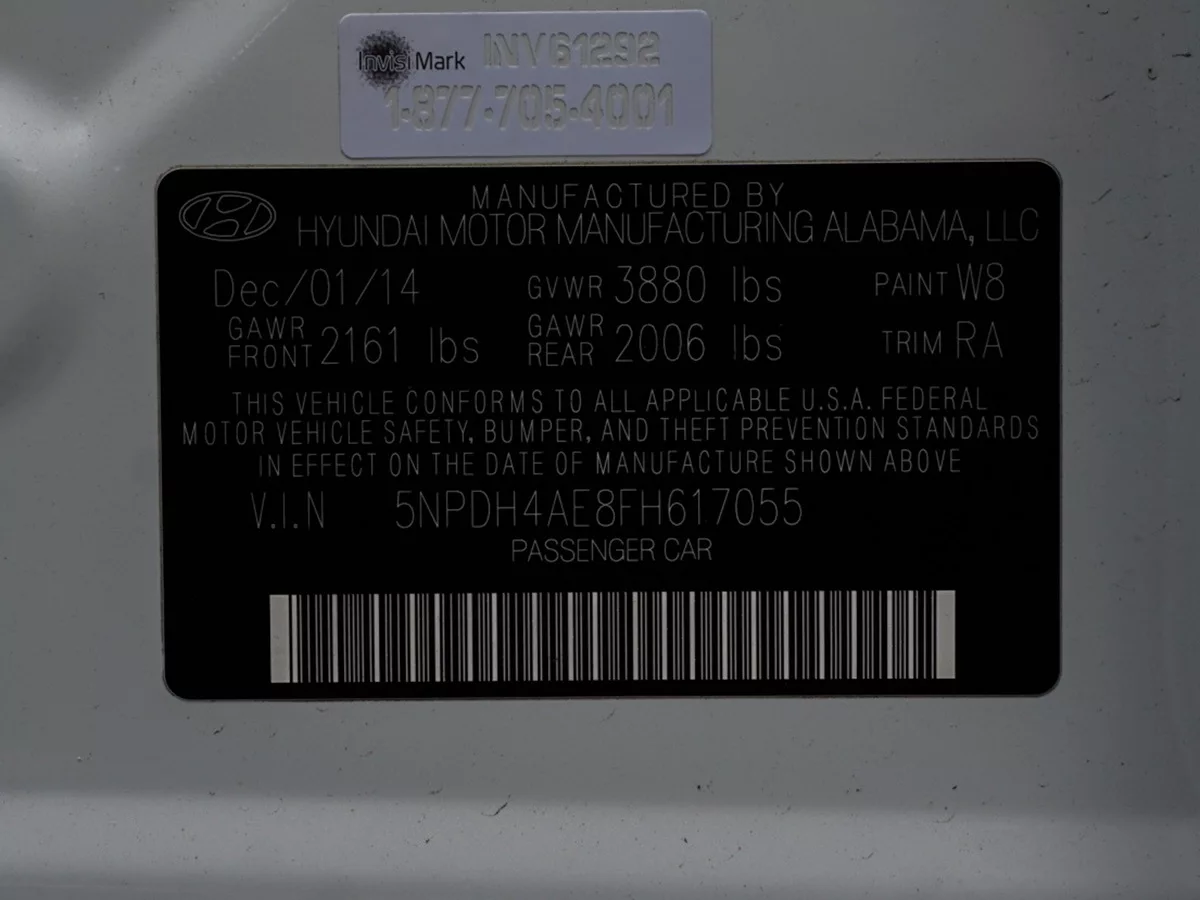 InvisiMark INV61292
1-877-705-4001
MANUFACTURED BY
HYUNDAI MOTOR MANUFACTURING ALABAMA, LLC
Dec/01/14 GVWR 3880 lbs PAINT W8
GAWR FRONT 2161 lbs GAWR REAR 2006 lbs TRIM RA
THIS VEHICLE CONFORMS TO ALL APPLICABLE U.S.A. FEDERAL
MOTOR VEHICLE SAFETY, BUMPER, AND THEFT PREVENTION STANDARDS
IN EFFECT ON THE DATE OF MANUFACTURE SHOWN ABOVE
V.I.N 5NPDH4AE8FH617055
PASSENGER CAR